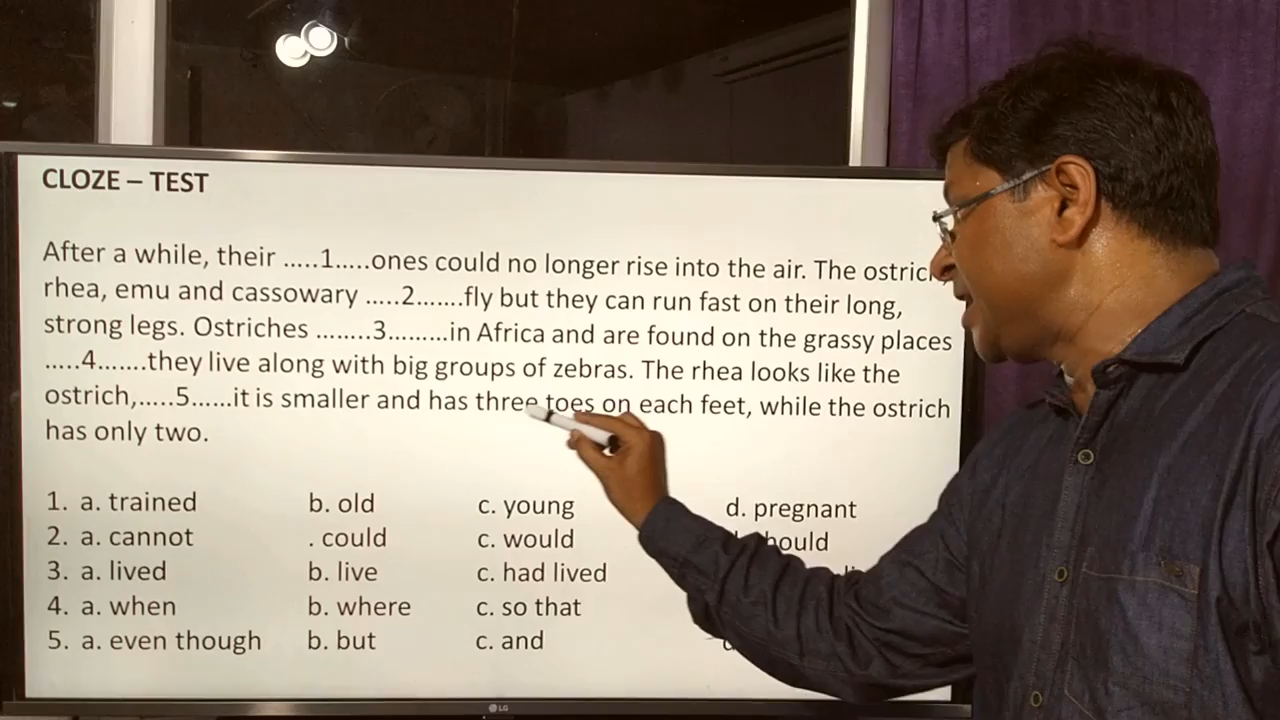 CLOZE – TEST
After a while, their .....1.....ones could no longer rise into the air. The
rhea, emu and cassowary .....2.......fly but they can run fast on their long,
strong legs. Ostriches ........3.........in Africa and are found on the grassy places
.....4.......they live along with big groups of zebras. The rhea looks like the
ostrich,.....5......it is smaller and has three toes on each feet, while the ostrich
has only two.
1. a. trained b. old c. young d. pregnant
2. a. cannot . could c. would
3. a. lived b. live c. had lived
4. a. when b. where c. so that
5. a. even though b. but c. and
LG